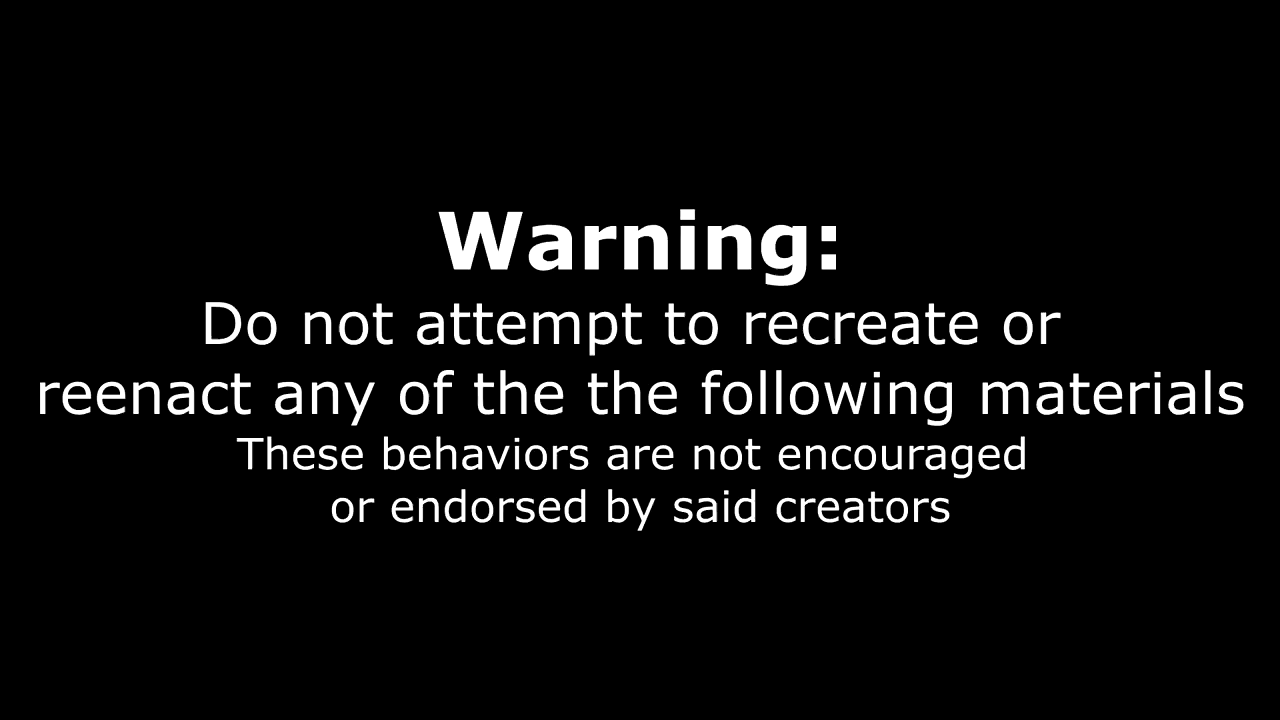 Warning:
Do not attempt to recreate or
reenact any of the the following materials
These behaviors are not encouraged
or endorsed by said creators